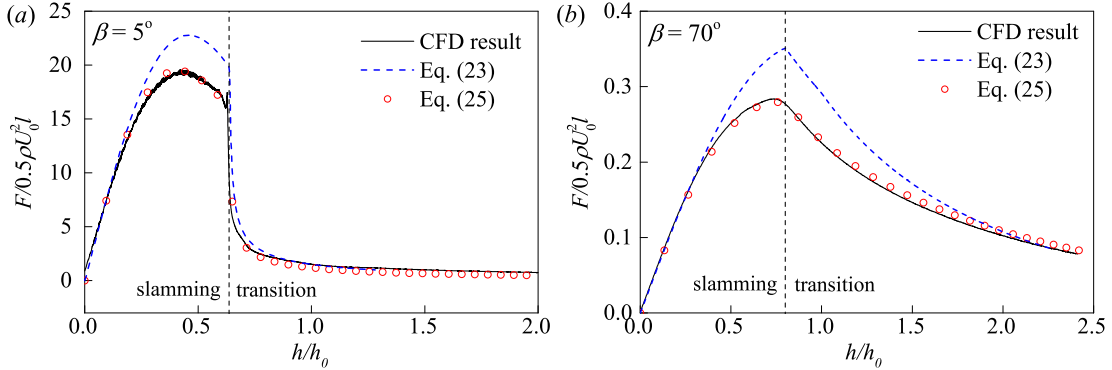 (a)
β = 5°
CFD result
Eq. (23)
Eq. (25)
25
20
15
10
5
0
F/0.5ρU₀²l
slamming
transition
0.0
0.5
1.0
1.5
2.0
h/h₀
(b)
β = 70°
CFD result
Eq. (23)
Eq. (25)
0.4
0.3
0.2
0.1
0.0
F/0.5ρU₀²l
slamming
transition
0.0
0.5
1.0
1.5
2.0
2.5
h/h₀